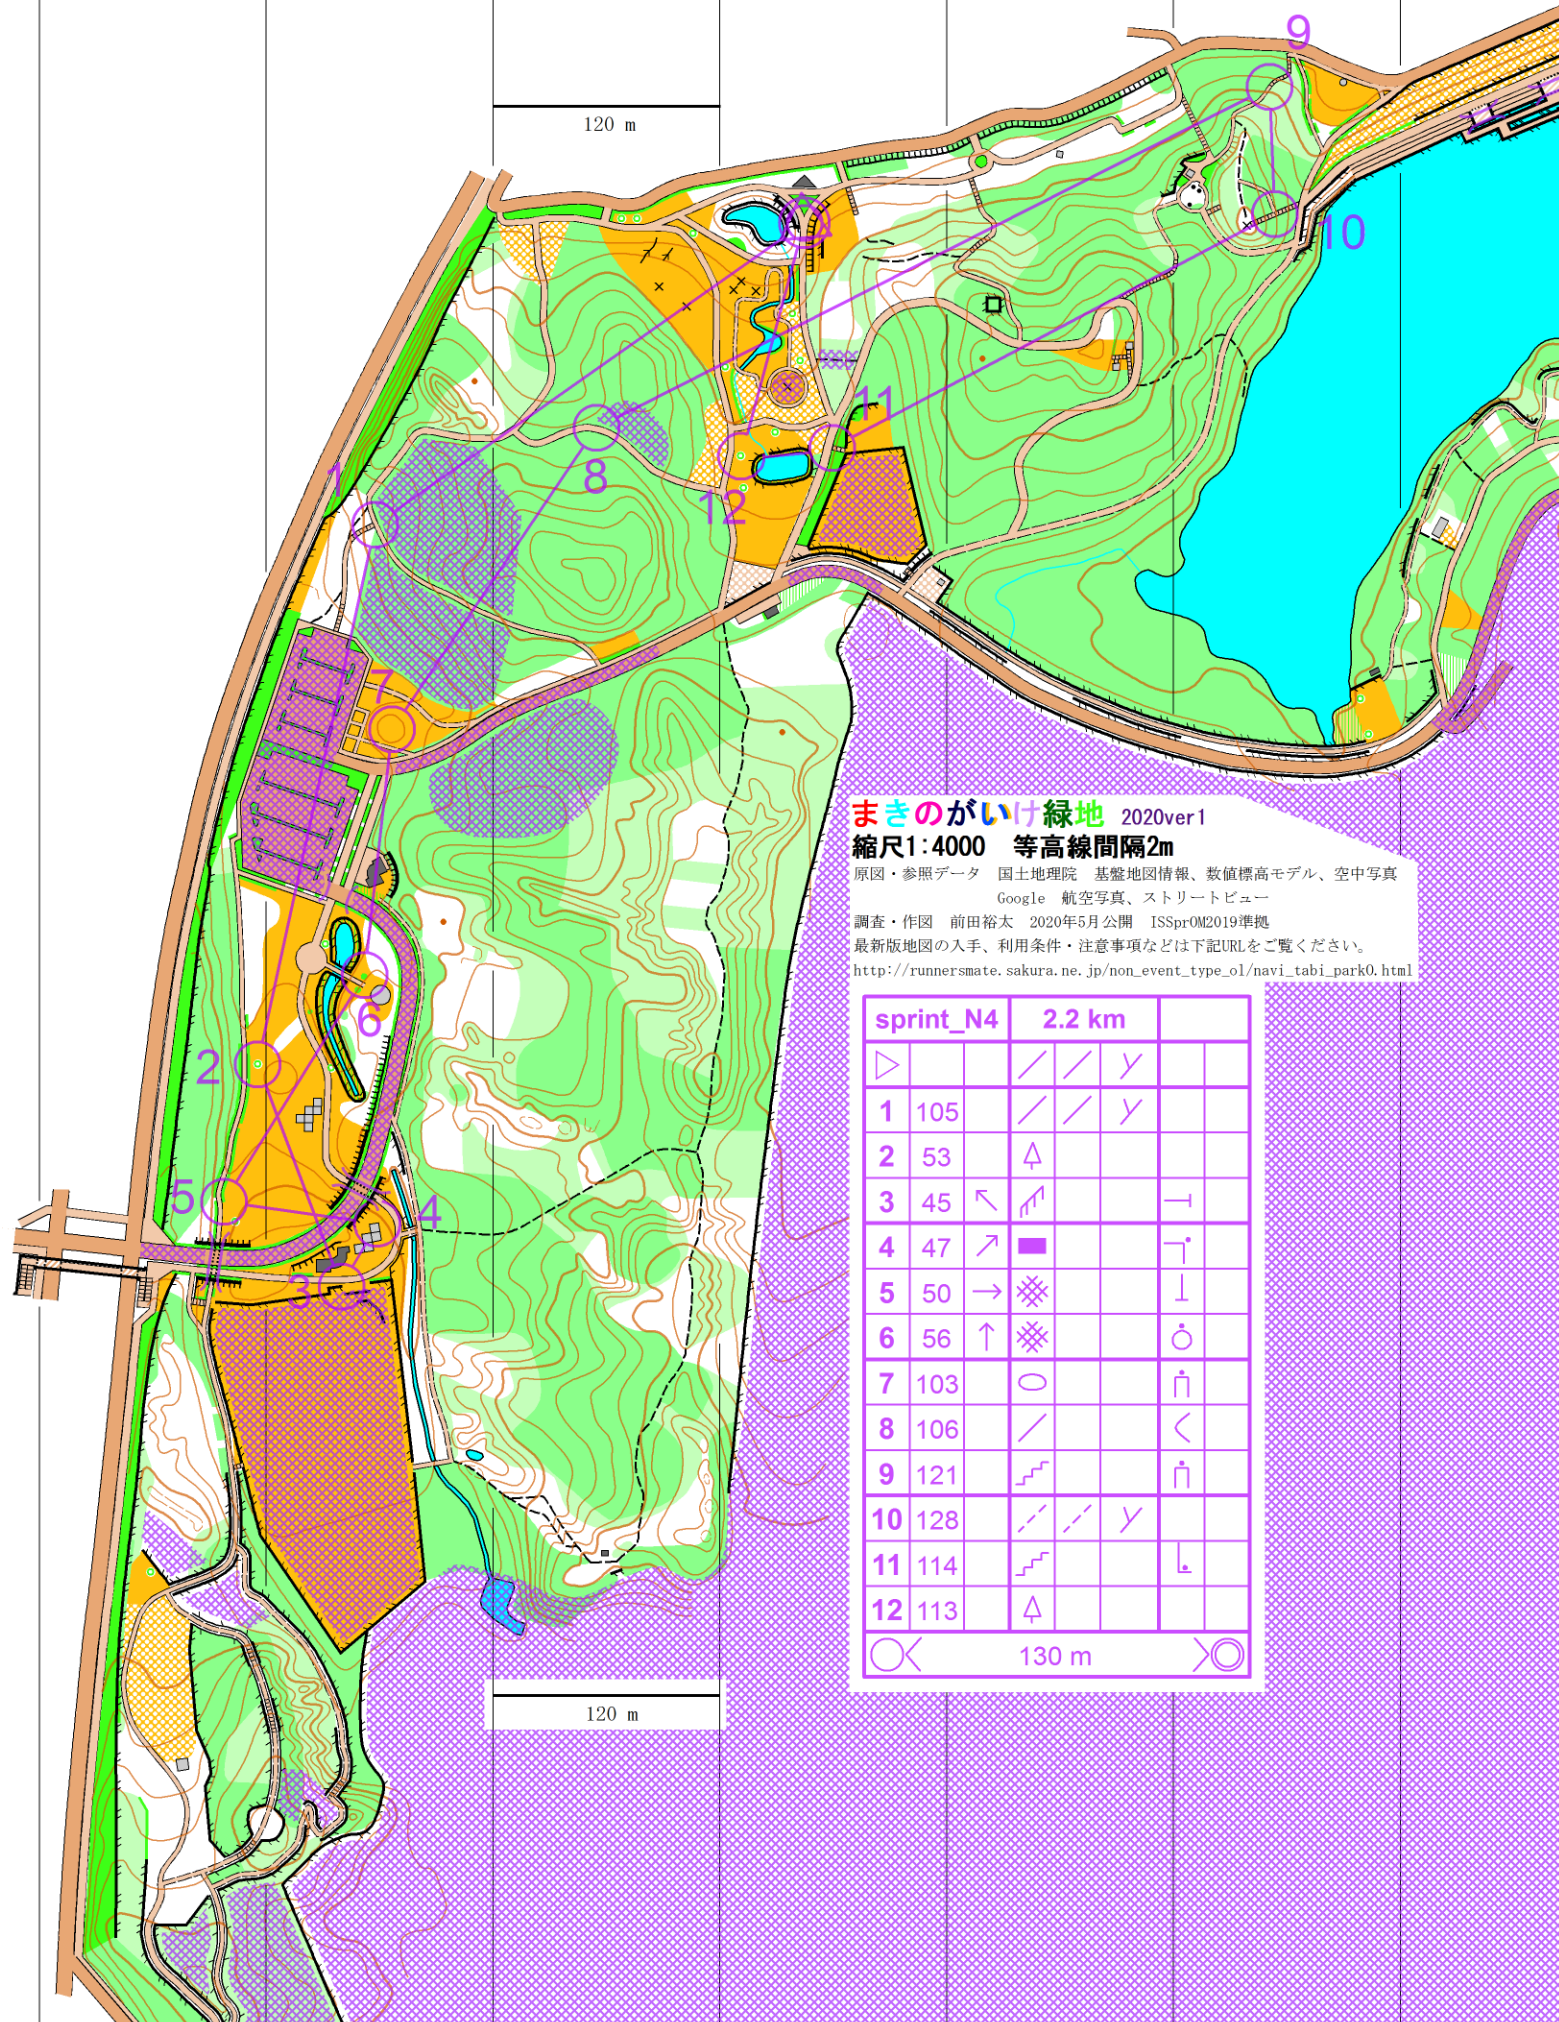 9
120 m
10
11
1
8
12
7
まきのがいけ緑地 2020ver1
縮尺1:4000 等高線間隔2m
原図・参照データ 国土地理院 基盤地図情報、数値標高モデル、空中写真
Google 航空写真、ストリートビュー
調査・作図 前田裕太 2020年5月公開 ISSprOM2019準拠
最新版地図の入手、利用条件・注意事項などは下記URLをご覧ください。
http://runnersmate.sakura.ne.jp/non_event_type_ol/navi_tabi_park0.html
6
2
5
4
3
sprint_N4 2.2 km
1 105
2 53
3 45
4 47
5 50
6 56
7 103
8 106
9 121
10 128
11 114
12 113
130 m
120 m